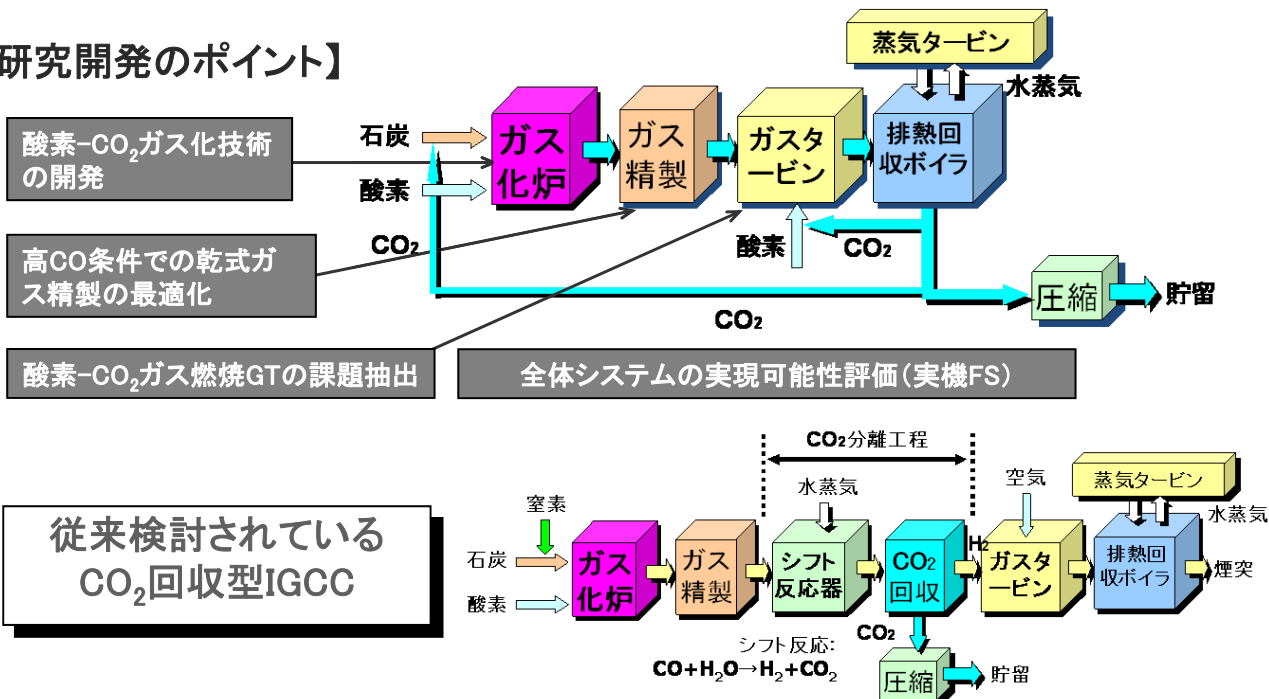 研究開発のポイント】
蒸気タービン
水蒸気
酸素-CO₂ガス化技術
の開発
石炭
酸素
ガス
化炉
ガス
精製
ガスタ
ービン
排熱回
収ボイラ
高CO条件での乾式ガ
ス精製の最適化
CO₂
酸素
CO₂
圧縮
貯留
CO₂
酸素-CO₂ガス燃焼GTの課題抽出
全体システムの実現可能性評価(実機FS)
従来検討されている
CO₂回収型IGCC
CO₂分離工程
窒素
水蒸気
空気
蒸気タービン
水蒸気
石炭
酸素
ガス
化炉
ガス
精製
シフト
反応器
CO₂
回収
H₂
ガスタ
ービン
排熱回
収ボイラ
煙突
シフト反応:
CO+H₂O→H₂+CO₂
CO₂
圧縮
貯留